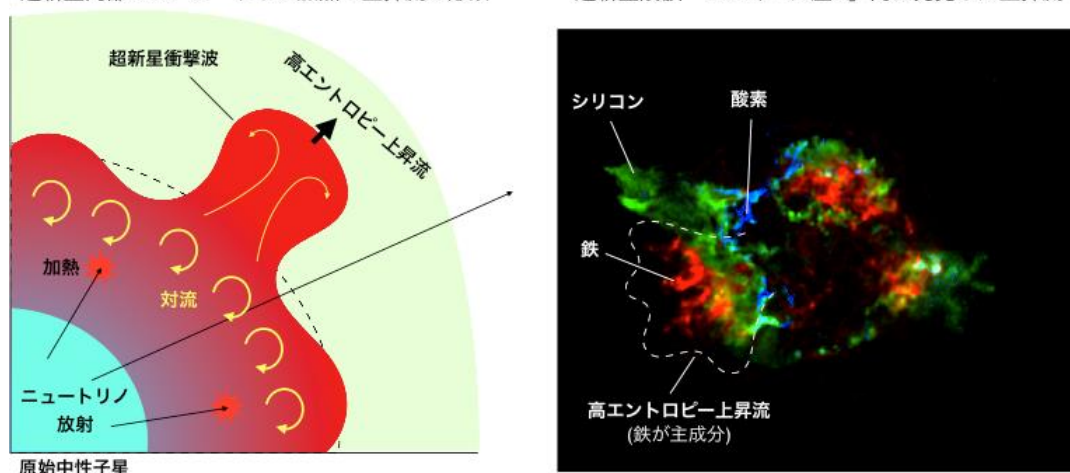 超新星衝撃波
高エントロピー上昇流
加熱
対流
ニュートリノ
放射
原始中性子星
シリコン
酸素
鉄
高エントロピー上昇流
(鉄が主成分)